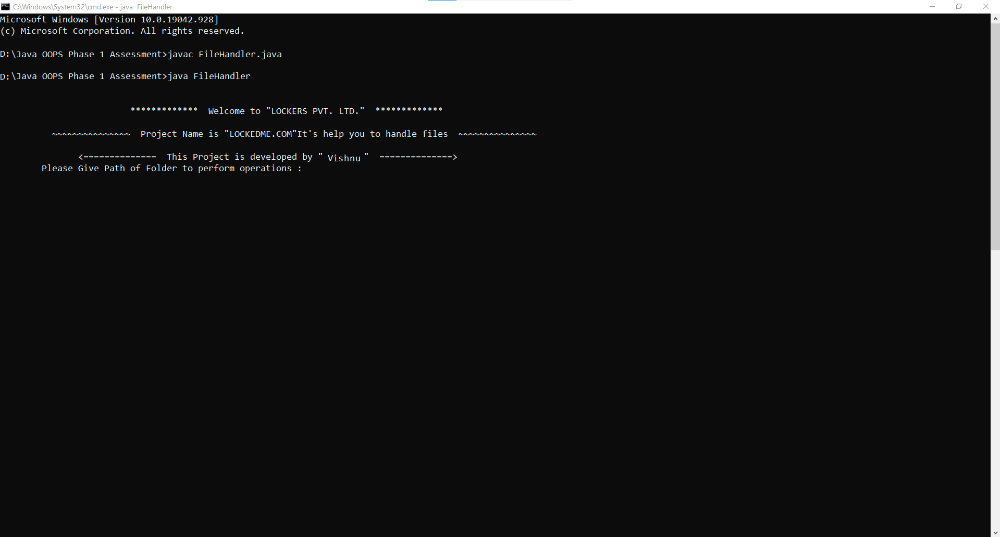 C:\Windows\System32\cmd.exe - java  FileHandler
Microsoft Windows [Version 10.0.19042.928]
(c) Microsoft Corporation. All rights reserved.
D:\Java OOPS Phase 1 Assessment>javac FileHandler.java
D:\Java OOPS Phase 1 Assessment>java FileHandler
*************  Welcome to "LOCKERS PVT. LTD."  *************
~~~~~~~~~~~~~~~  Project Name is "LOCKEDME.COM"It's help you to handle files  ~~~~~~~~~~~~~~~
<==============  This Project is developed by " Vishnu "  ==============>
Please Give Path of Folder to perform operations :